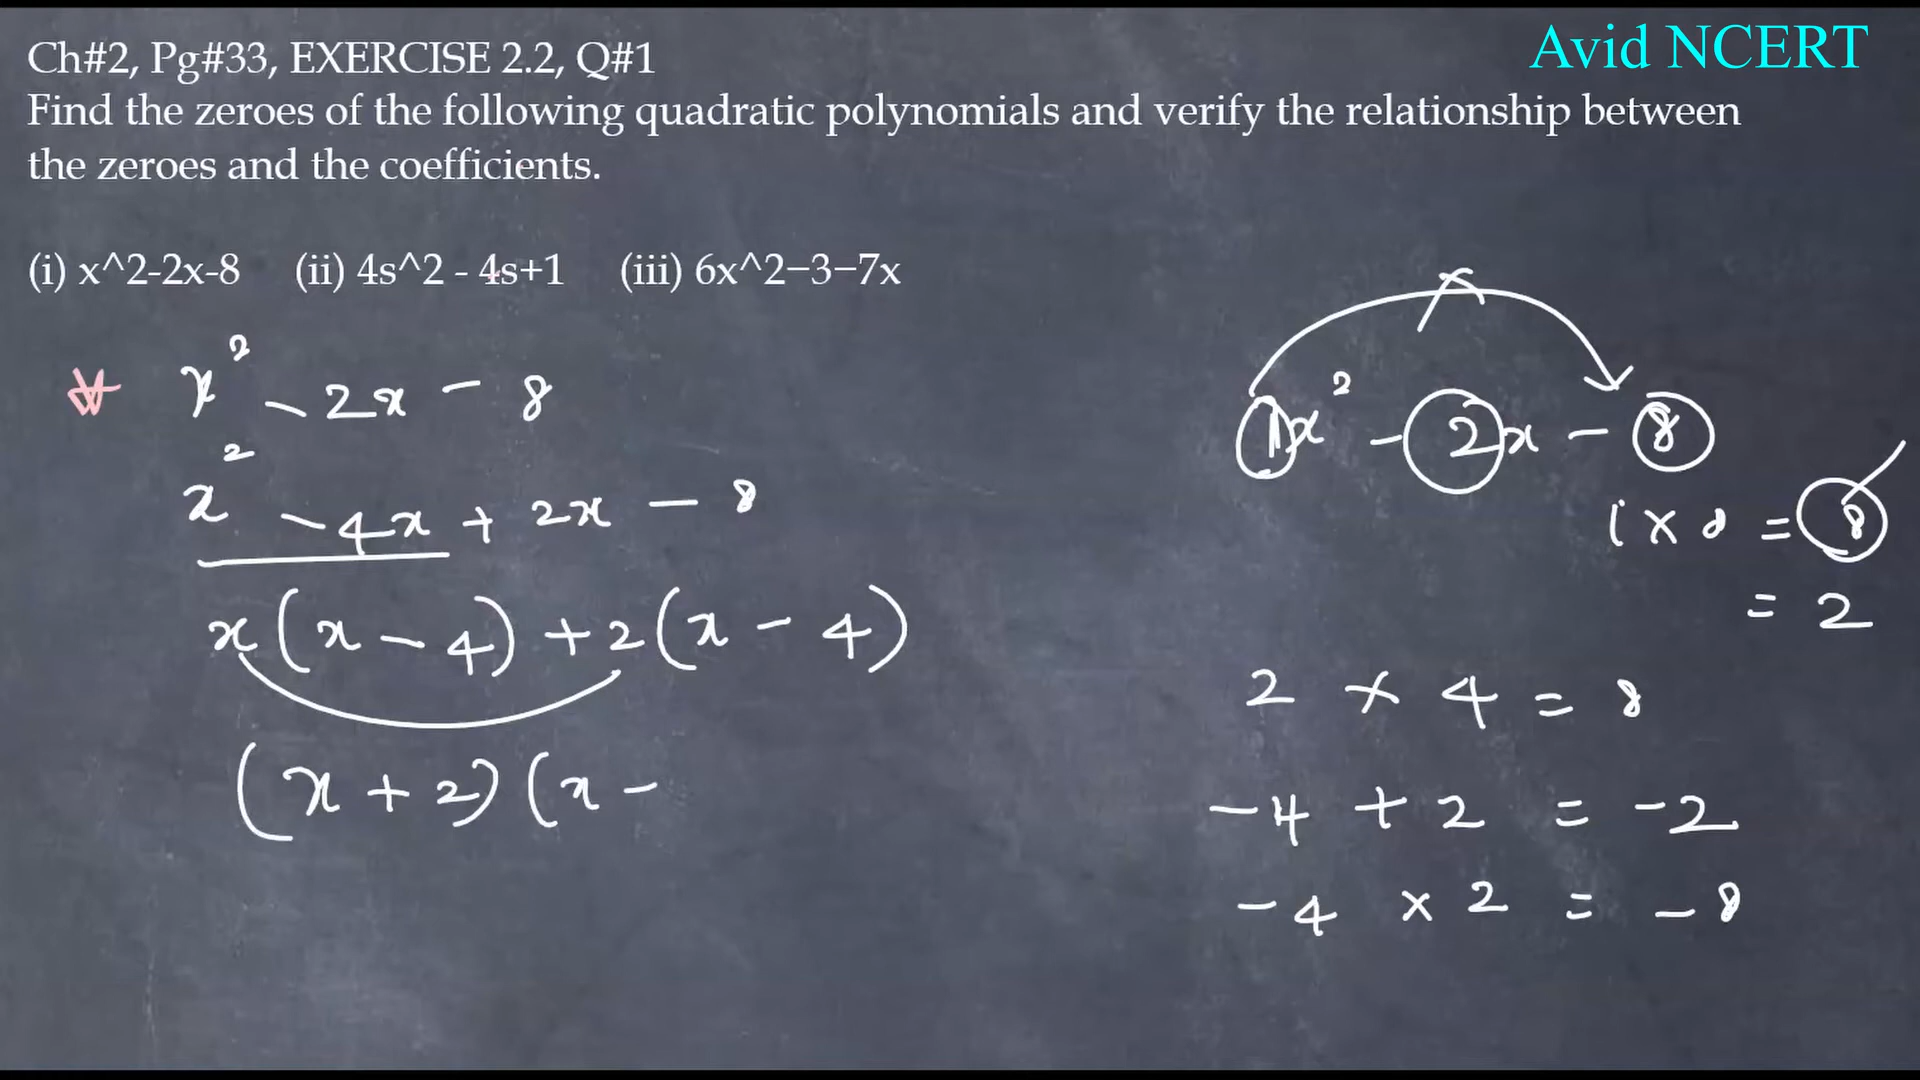 Avid NCERT
Ch#2, Pg#33, EXERCISE 2.2, Q#1
Find the zeroes of the following quadratic polynomials and verify the relationship between
the zeroes and the coefficients.
(i) x^2-2x-8 (ii) 4s^2 - 4s+1 (iii) 6x^2−3−7x
x² - 2x - 8
x² - 4x + 2x - 8
x(x - 4) + 2(x - 4)
(x + 2)(x -
×
1x² - 2x - 8
1 × 8 = 8
= 2
2 × 4 = 8
-4 + 2 = -2
-4 × 2 = -8